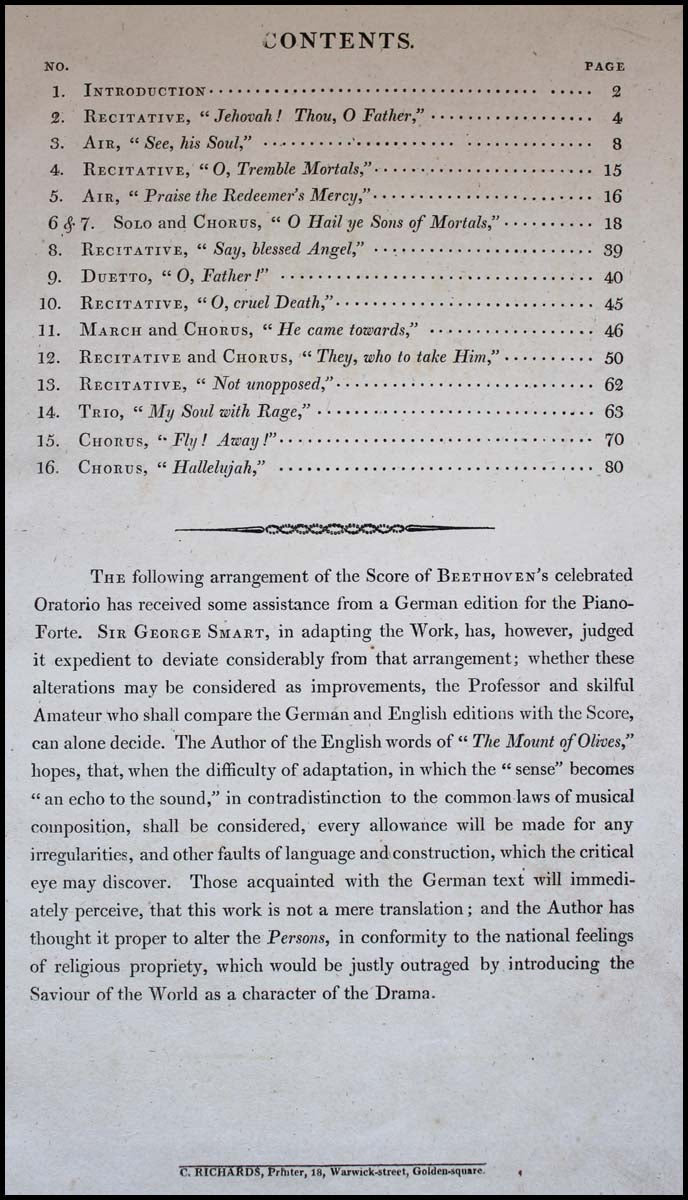 CONTENTS.
NO. PAGE
1. INTRODUCTION 2
2. RECITATIVE, “ Jehovah ! Thou, O Father,” 4
3. AIR, “ See, his Soul,” 8
4. RECITATIVE, “ O, Tremble Mortals,” 15
5. AIR, “ Praise the Redeemer's Mercy,” 16
6 & 7. SOLO and CHORUS, “ O Hail ye Sons of Mortals,” 18
8. RECITATIVE, “ Say, blessed Angel,” 39
9. DUETTO, “ O, Father !” 40
10. RECITATIVE, “ O, cruel Death,” 45
11. MARCH and CHORUS, “ He came towards,” 46
12. RECITATIVE and CHORUS, “ They, who to take Him,” 50
13. RECITATIVE, “ Not unopposed,” 62
14. TRIO, “ My Soul with Rage,” 63
15. CHORUS, “ Fly ! Away !” 70
16. CHORUS, “ Hallelujah,” 80
THE following arrangement of the Score of BEETHOVEN'S celebrated
Oratorio has received some assistance from a German edition for the Piano-
Forte. SIR GEORGE SMART, in adapting the Work, has, however, judged
it expedient to deviate considerably from that arrangement ; whether these
alterations may be considered as improvements, the Professor and skilful
Amateur who shall compare the German and English editions with the Score,
can alone decide. The Author of the English words of “ The Mount of Olives,”
hopes, that, when the difficulty of adaptation, in which the “ sense” becomes
“ an echo to the sound,” in contradistinction to the common laws of musical
composition, shall be considered, every allowance will be made for any
irregularities, and other faults of language and construction, which the critical
eye may discover. Those acquainted with the German text will immedi-
ately perceive, that this work is not a mere translation ; and the Author has
thought it proper to alter the Persons, in conformity to the national feelings
of religious propriety, which would be justly outraged by introducing the
Saviour of the World as a character of the Drama.
C. RICHARDS, Printer, 18, Warwick-street, Golden-square.